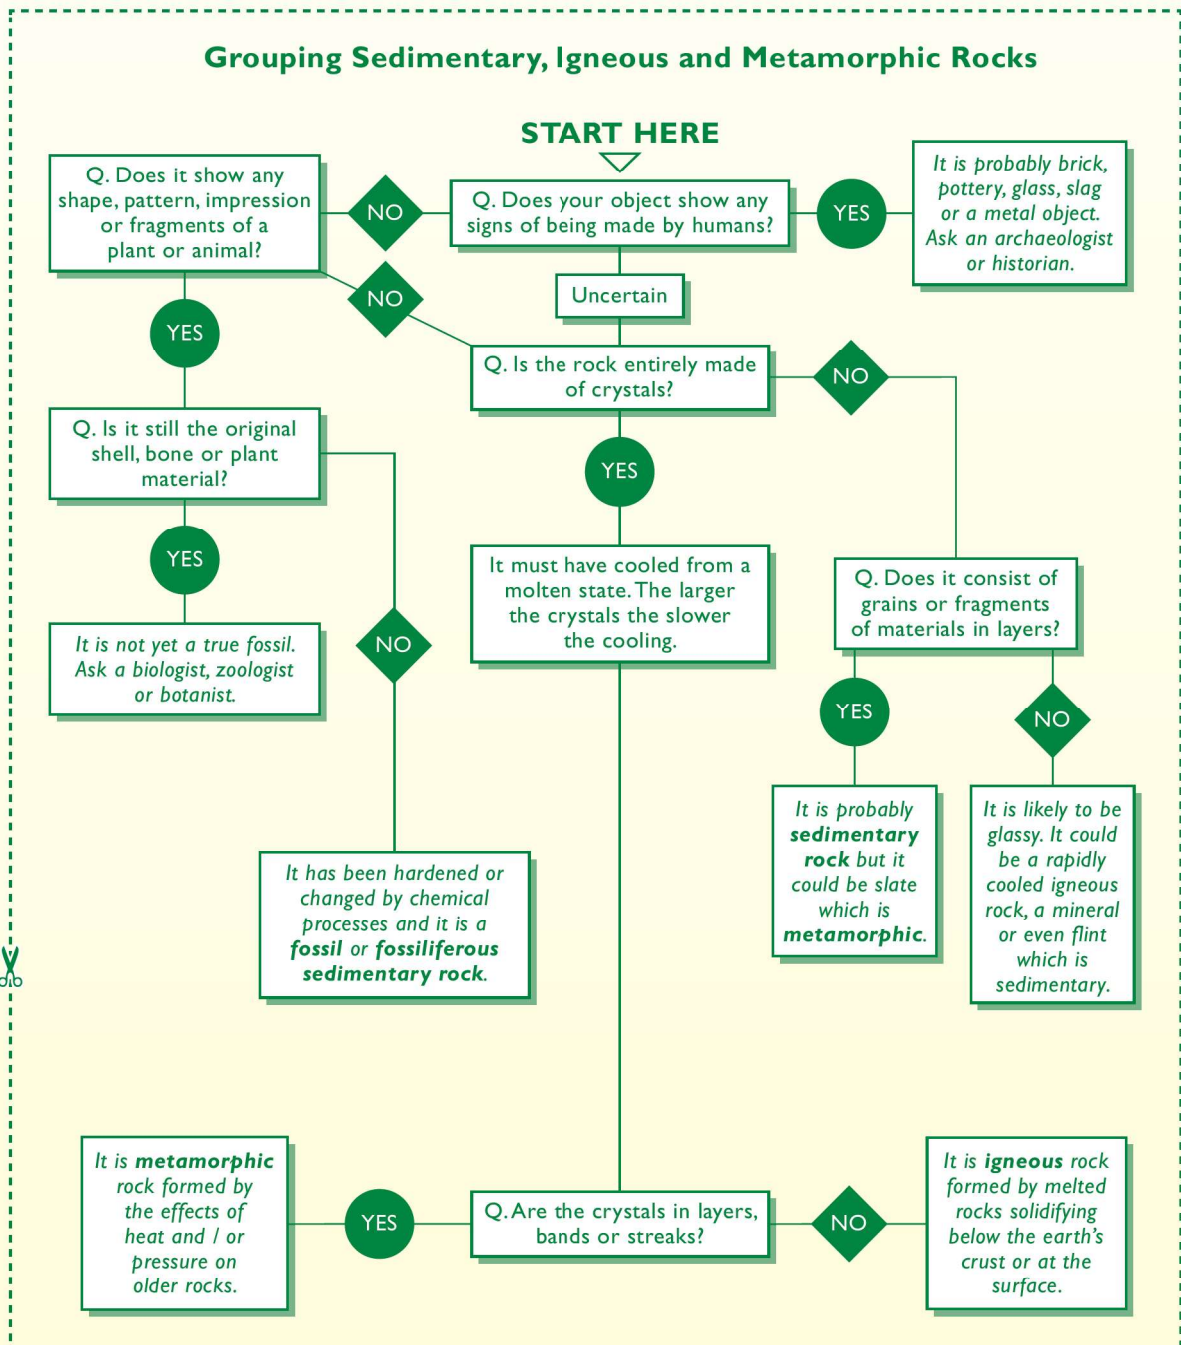 Grouping Sedimentary, Igneous and Metamorphic Rocks
START HERE
Q. Does your object show any
signs of being made by humans?
YES
It is probably brick,
pottery, glass, slag
or a metal object.
Ask an archaeologist
or historian.
NO
Q. Does it show any
shape, pattern, impression
or fragments of a
plant or animal?
NO
Uncertain
YES
Q. Is the rock entirely made
of crystals?
NO
Q. Is it still the original
shell, bone or plant
material?
YES
YES
It is not yet a true fossil.
Ask a biologist, zoologist
or botanist.
NO
It must have cooled from a
molten state. The larger
the crystals the slower
the cooling.
Q. Does it consist of
grains or fragments
of materials in layers?
YES
NO
It is probably
sedimentary
rock but it
could be slate
which is
metamorphic.
It is likely to be
glassy. It could
be a rapidly
cooled igneous
rock, a mineral
or even flint
which is
sedimentary.
It has been hardened or
changed by chemical
processes and it is a
fossil or fossiliferous
sedimentary rock.
It is metamorphic
rock formed by
the effects of
heat and / or
pressure on
older rocks.
YES
Q. Are the crystals in layers,
bands or streaks?
NO
It is igneous rock
formed by melted
rocks solidifying
below the earth's
crust or at the
surface.